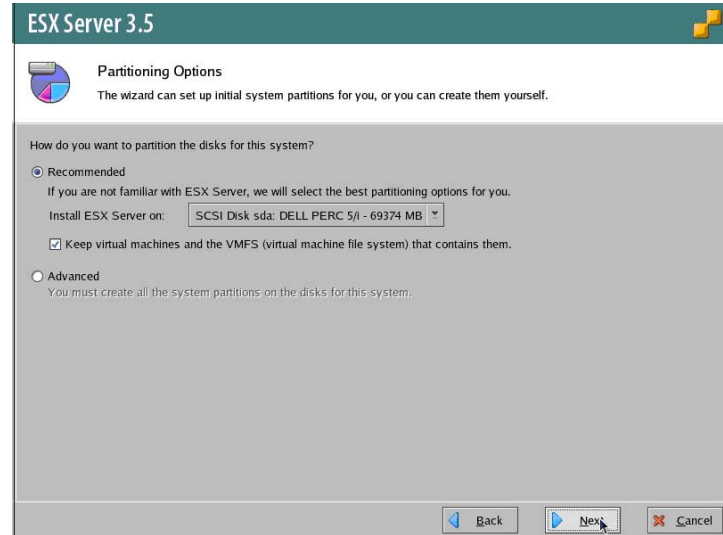 ESX Server 3.5
Partitioning Options
The wizard can set up initial system partitions for you, or you can create them yourself.
How do you want to partition the disks for this system?
Recommended
If you are not familiar with ESX Server, we will select the best partitioning options for you.
Install ESX Server on: SCSI Disk sda: DELL PERC 5/i - 69374 MB
Keep virtual machines and the VMFS (virtual machine file system) that contains them.
Advanced
You must create all the system partitions on the disks for this system.
Back Next Cancel